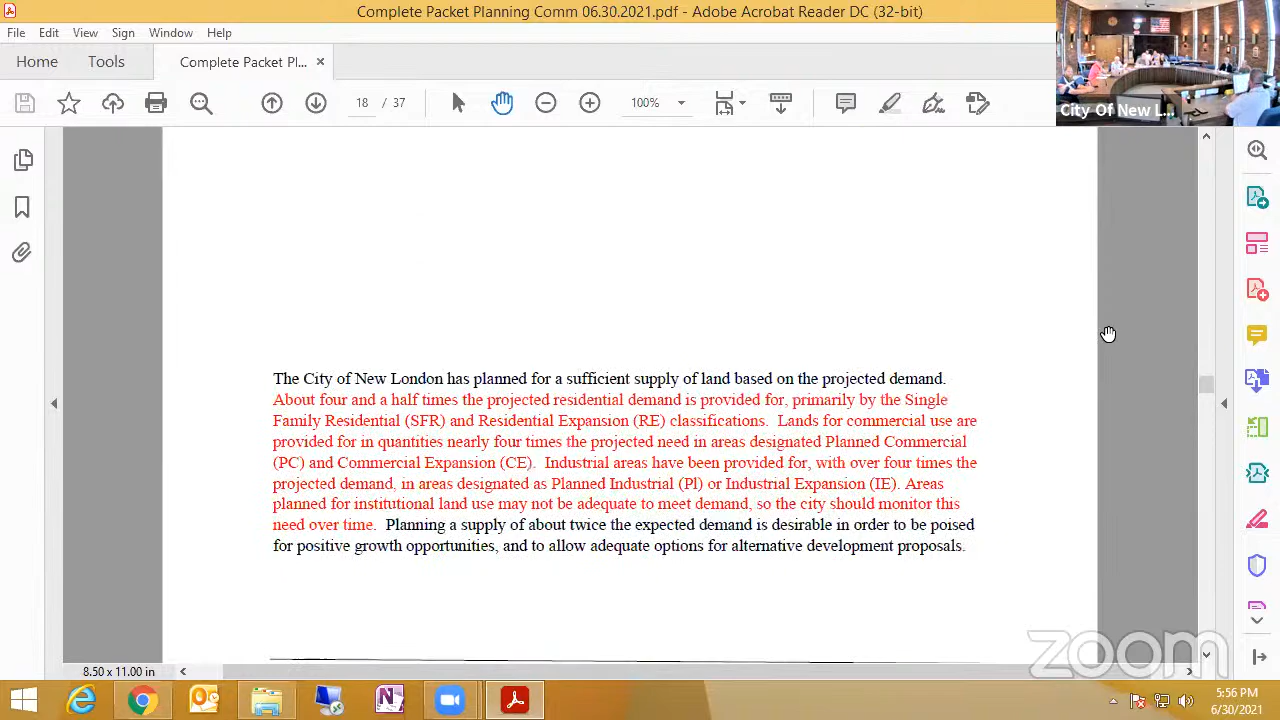 Complete Packet Planning Comm 06.30.2021.pdf - Adobe Acrobat Reader DC (32-bit)
File Edit View Sign Window Help
Home Tools Complete Packet Pl... ×
18 / 37 100%
City Of New L...
The City of New London has planned for a sufficient supply of land based on the projected demand.
About four and a half times the projected residential demand is provided for, primarily by the Single
Family Residential (SFR) and Residential Expansion (RE) classifications. Lands for commercial use are
provided for in quantities nearly four times the projected need in areas designated Planned Commercial
(PC) and Commercial Expansion (CE). Industrial areas have been provided for, with over four times the
projected demand, in areas designated as Planned Industrial (Pl) or Industrial Expansion (IE). Areas
planned for institutional land use may not be adequate to meet demand, so the city should monitor this
need over time. Planning a supply of about twice the expected demand is desirable in order to be poised
for positive growth opportunities, and to allow adequate options for alternative development proposals.
zoom
8.50 x 11.00 in
5:56 PM
6/30/2021